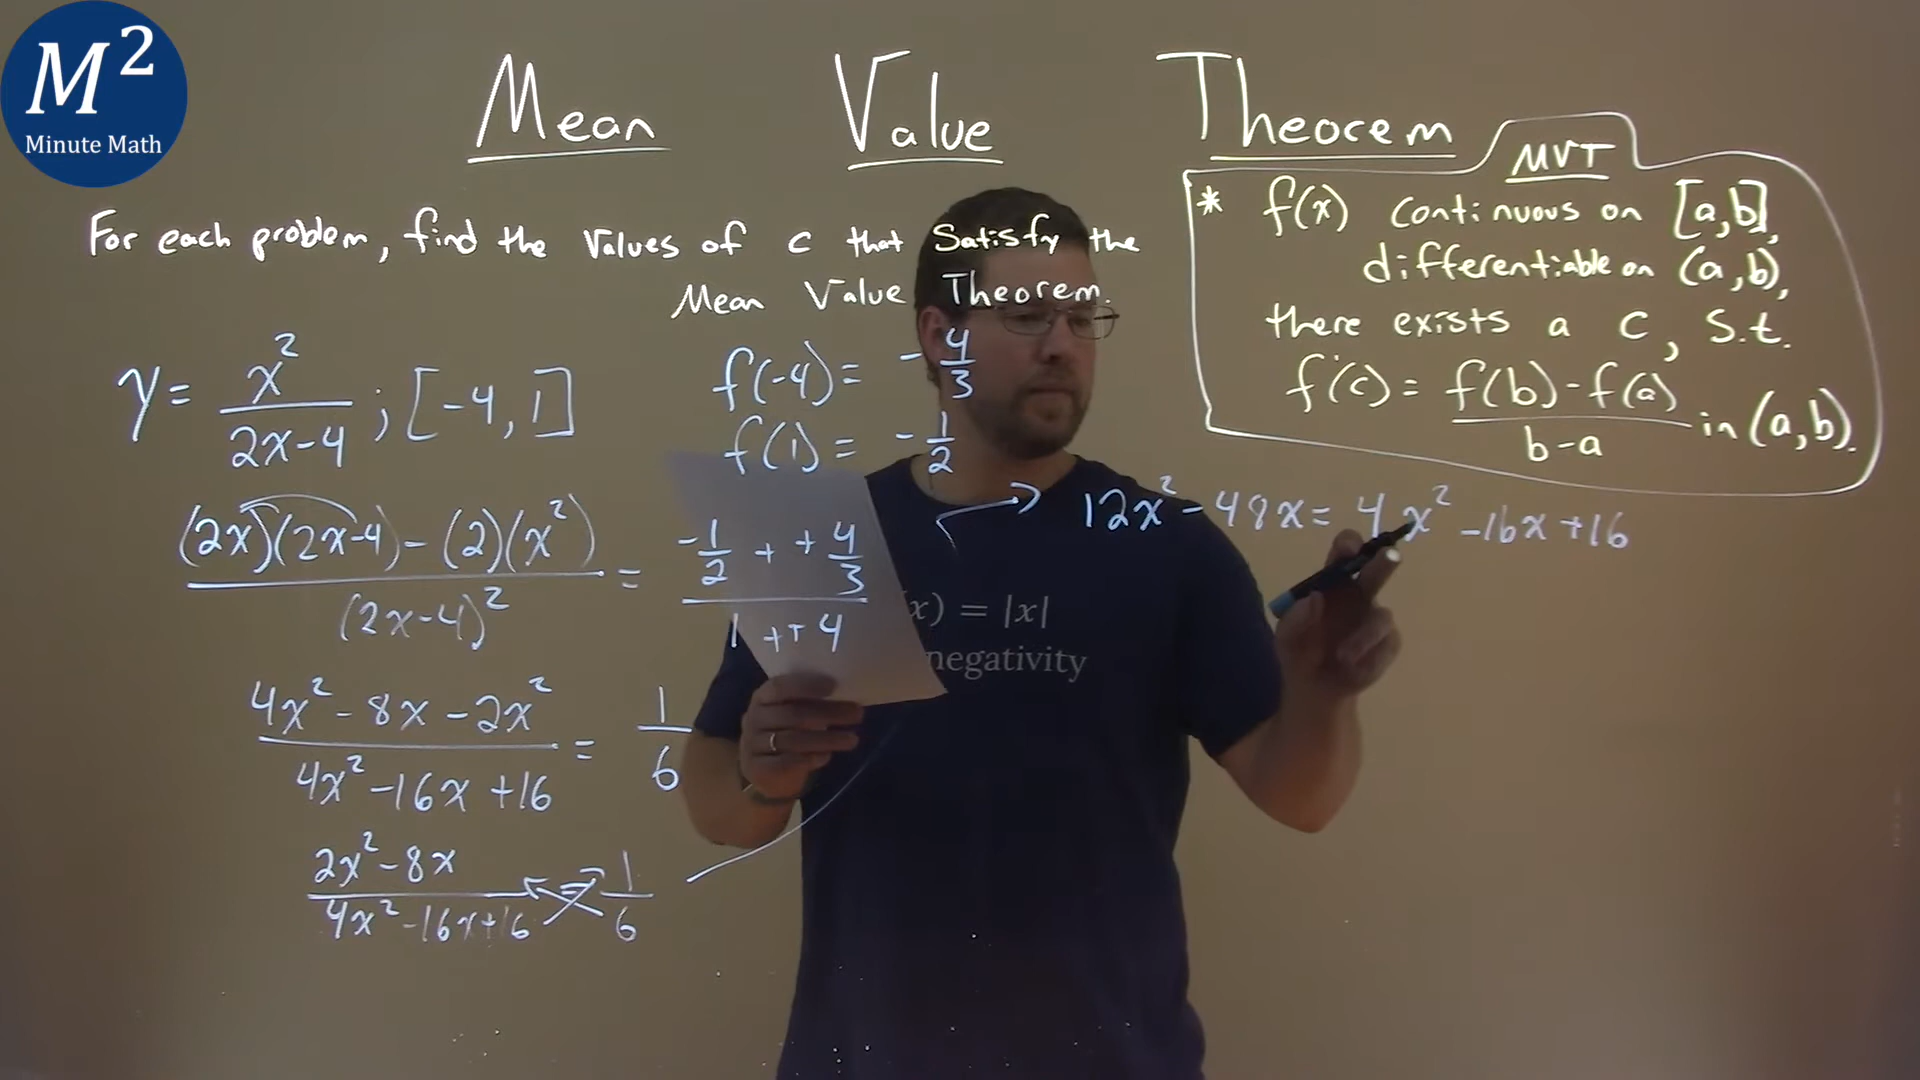 M²
Minute Math
Mean Value Theorem
For each problem, find the values of c that satisfy the
Mean Value Theorem.
MVT
* f(x) continuous on [a,b],
differentiable on (a,b),
there exists a c, s.t.
f'(c) = f(b)-f(a) / b-a in (a,b).
y = x² / 2x-4 ; [-4, 1]
f(-4) = -4/3
f(1) = -1/2
(2x)(2x-4) - (2)(x²) / (2x-4)² = -1/2 + +4/3 / 1 ++ 4
4x² - 8x - 2x² / 4x² - 16x + 16 = 1/6
2x² - 8x / 4x² - 16x + 16 = 1/6
12x² - 48x = 4x² - 16x + 16
(x) = |x|
negativity